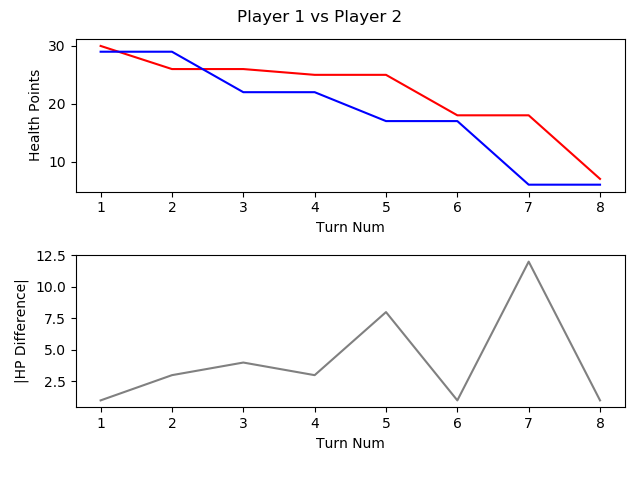 Player 1 vs Player 2
30
20
10
Health Points
1 2 3 4 5 6 7 8
Turn Num
12.5
10.0
7.5
5.0
2.5
|HP Difference|
1 2 3 4 5 6 7 8
Turn Num